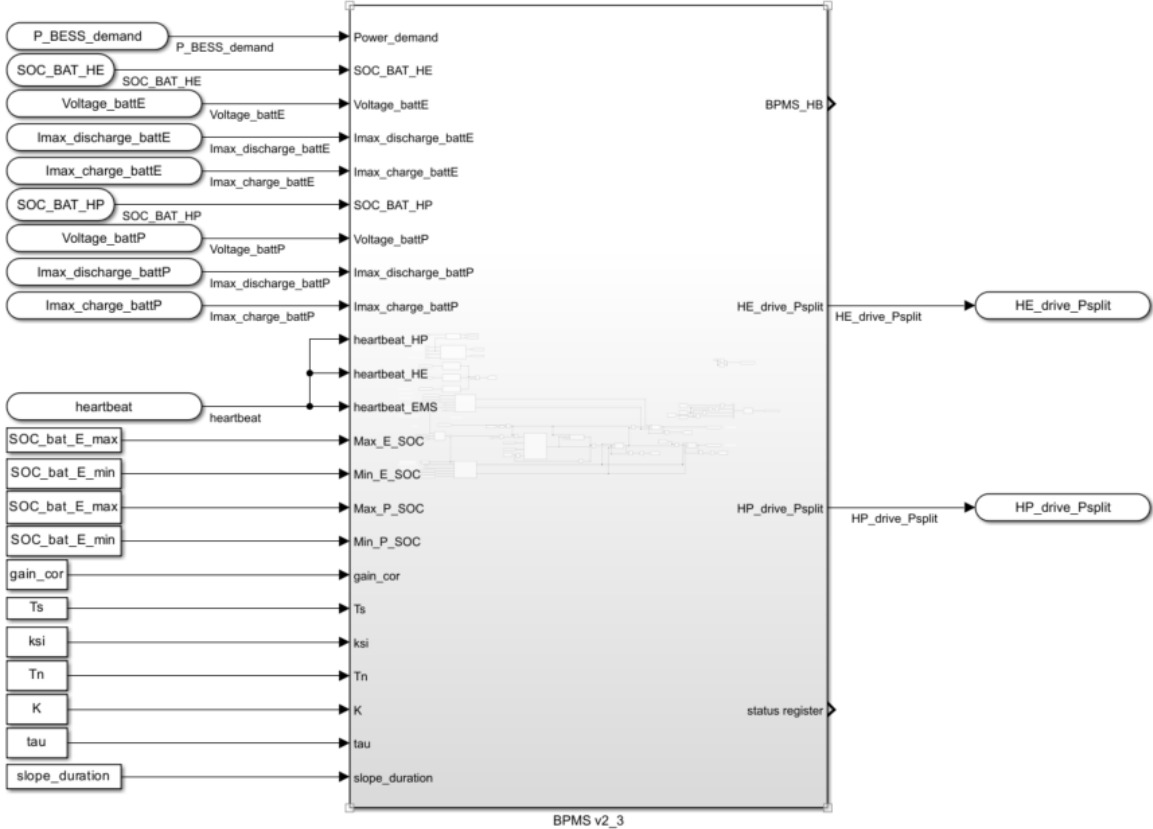 P_BESS_demand
P_BESS_demand
Power_demand
SOC_BAT_HE
SOC_BAT_HE
SOC_BAT_HE
Voltage_battE
Voltage_battE
Voltage_battE
BPMS_HB
Imax_discharge_battE
Imax_discharge_battE
Imax_discharge_battE
Imax_charge_battE
Imax_charge_battE
Imax_charge_battE
SOC_BAT_HP
SOC_BAT_HP
SOC_BAT_HP
Voltage_battP
Voltage_battP
Voltage_battP
Imax_discharge_battP
Imax_discharge_battP
Imax_discharge_battP
Imax_charge_battP
Imax_charge_battP
Imax_charge_battP
HE_drive_Psplit
HE_drive_Psplit
HE_drive_Psplit
heartbeat_HP
heartbeat_HE
heartbeat
heartbeat
heartbeat_EMS
SOC_bat_E_max
Max_E_SOC
SOC_bat_E_min
Min_E_SOC
SOC_bat_E_max
Max_P_SOC
HP_drive_Psplit
HP_drive_Psplit
HP_drive_Psplit
SOC_bat_E_min
Min_P_SOC
gain_cor
gain_cor
Ts
Ts
ksi
ksi
Tn
Tn
K
K
status register
tau
tau
slope_duration
slope_duration
BPMS v2_3